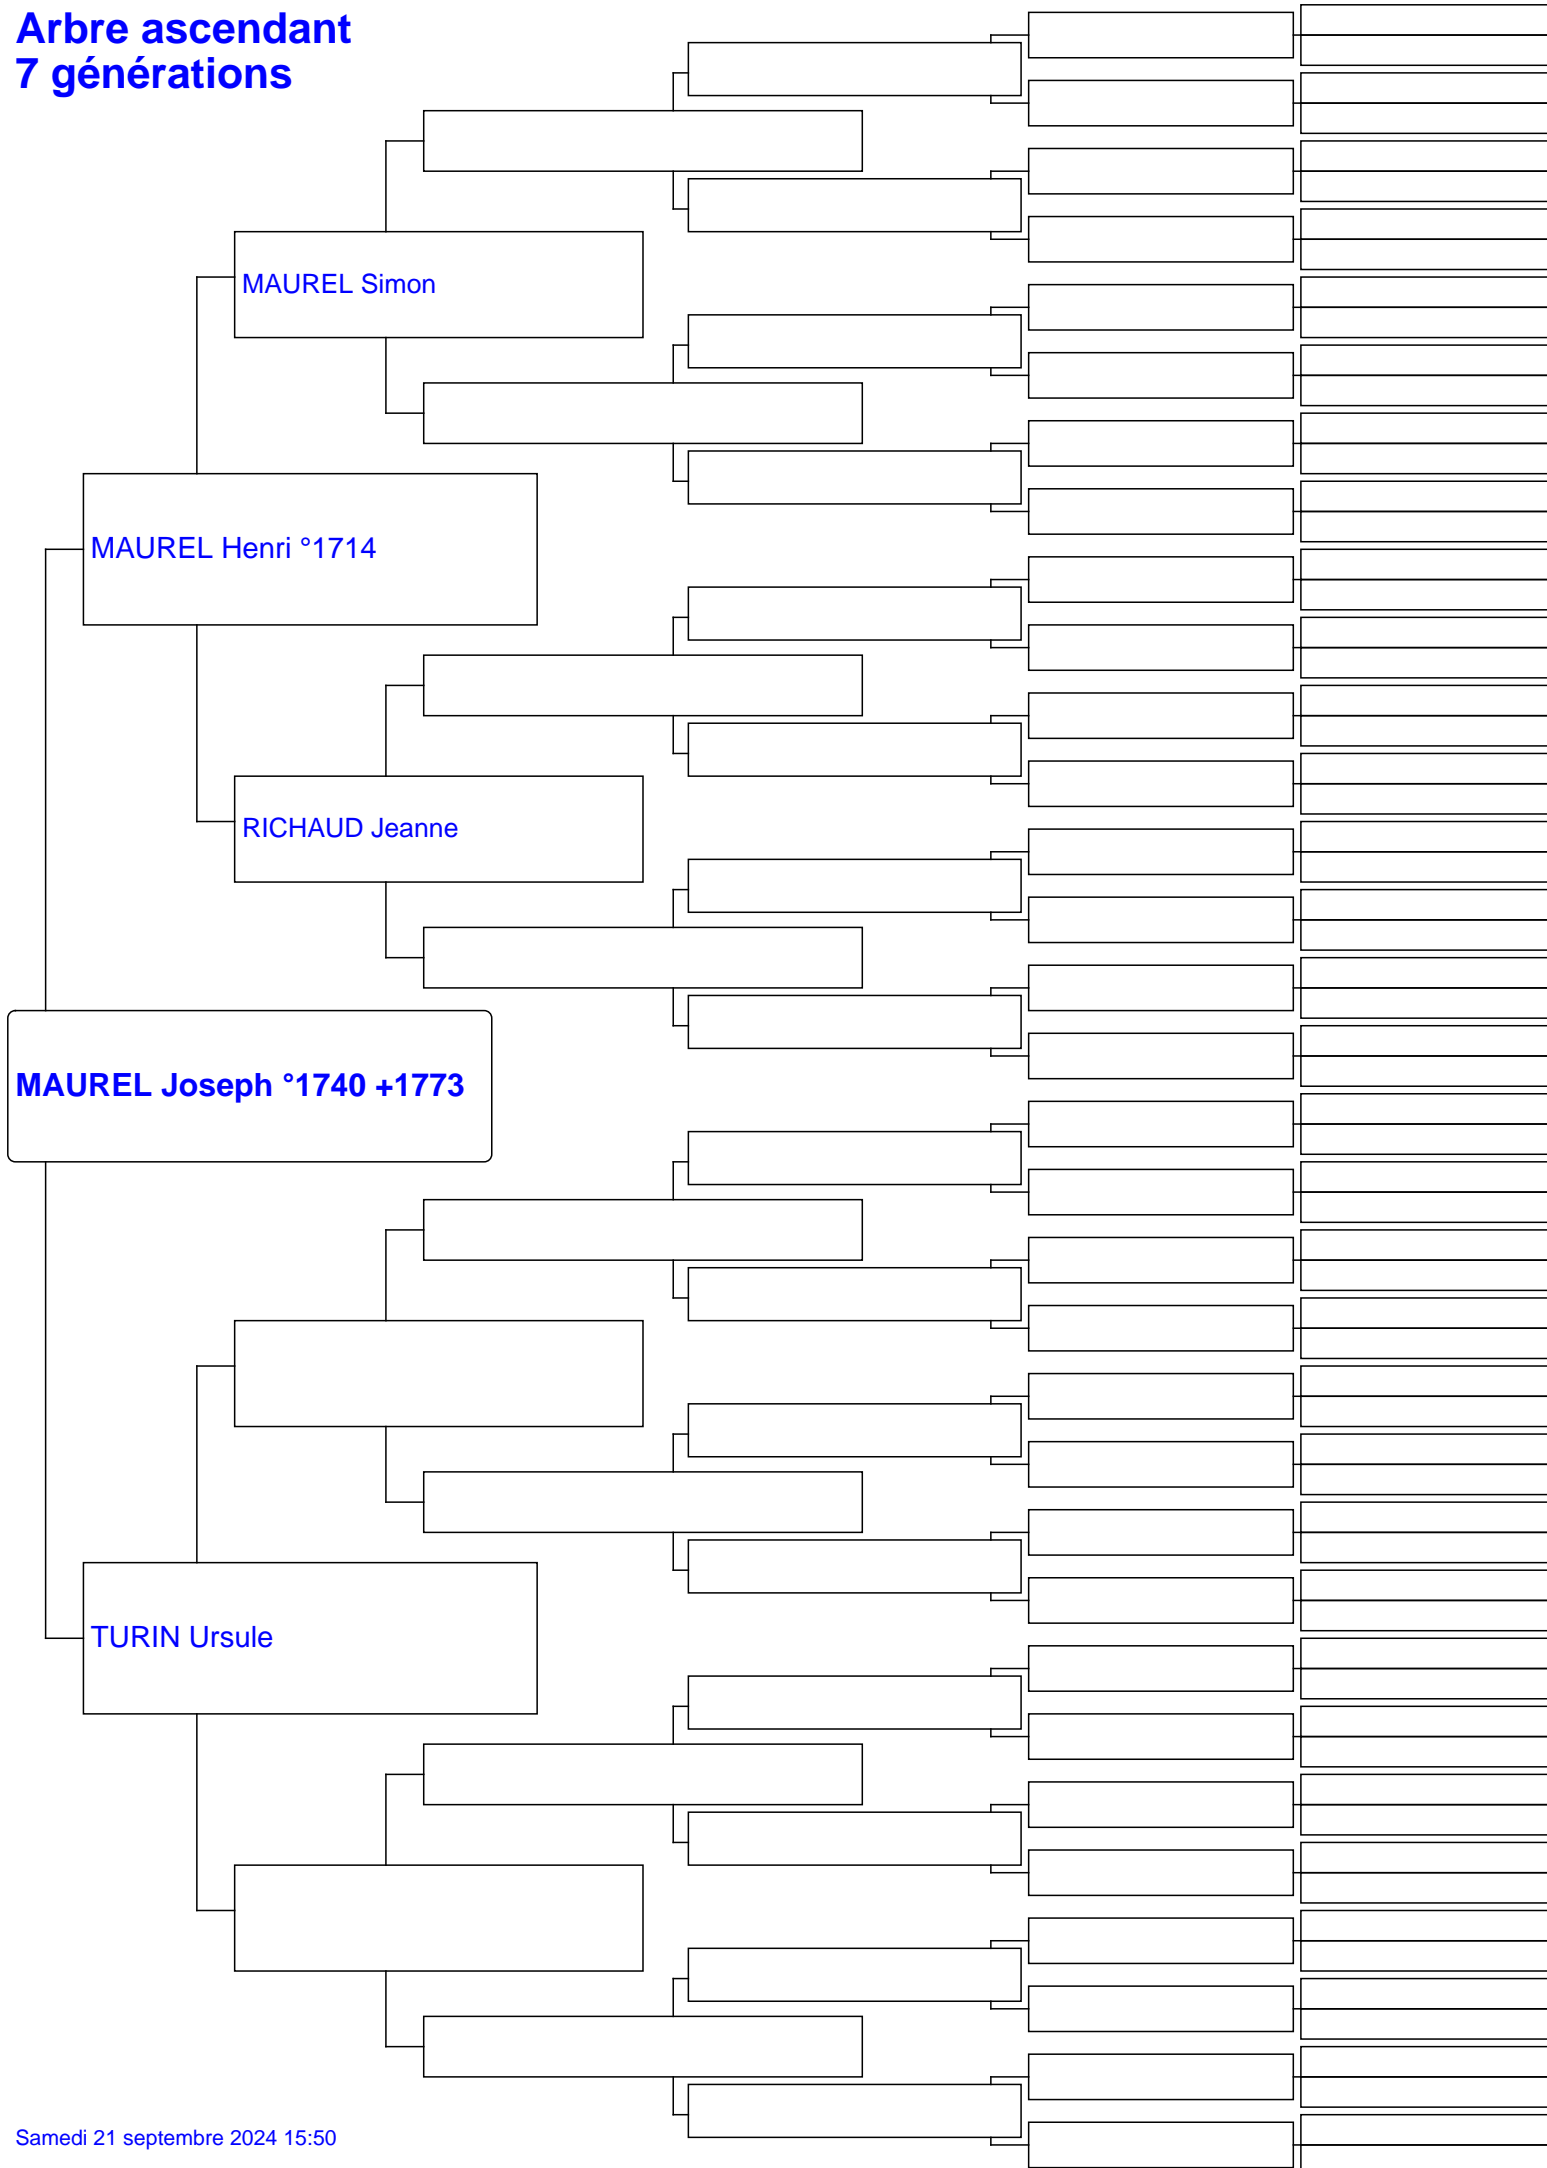 Arbre ascendant
7 générations
MAUREL Simon
MAUREL Henri °1714
RICHAUD Jeanne
MAUREL Joseph °1740 +1773
TURIN Ursule
Samedi 21 septembre 2024 15:50